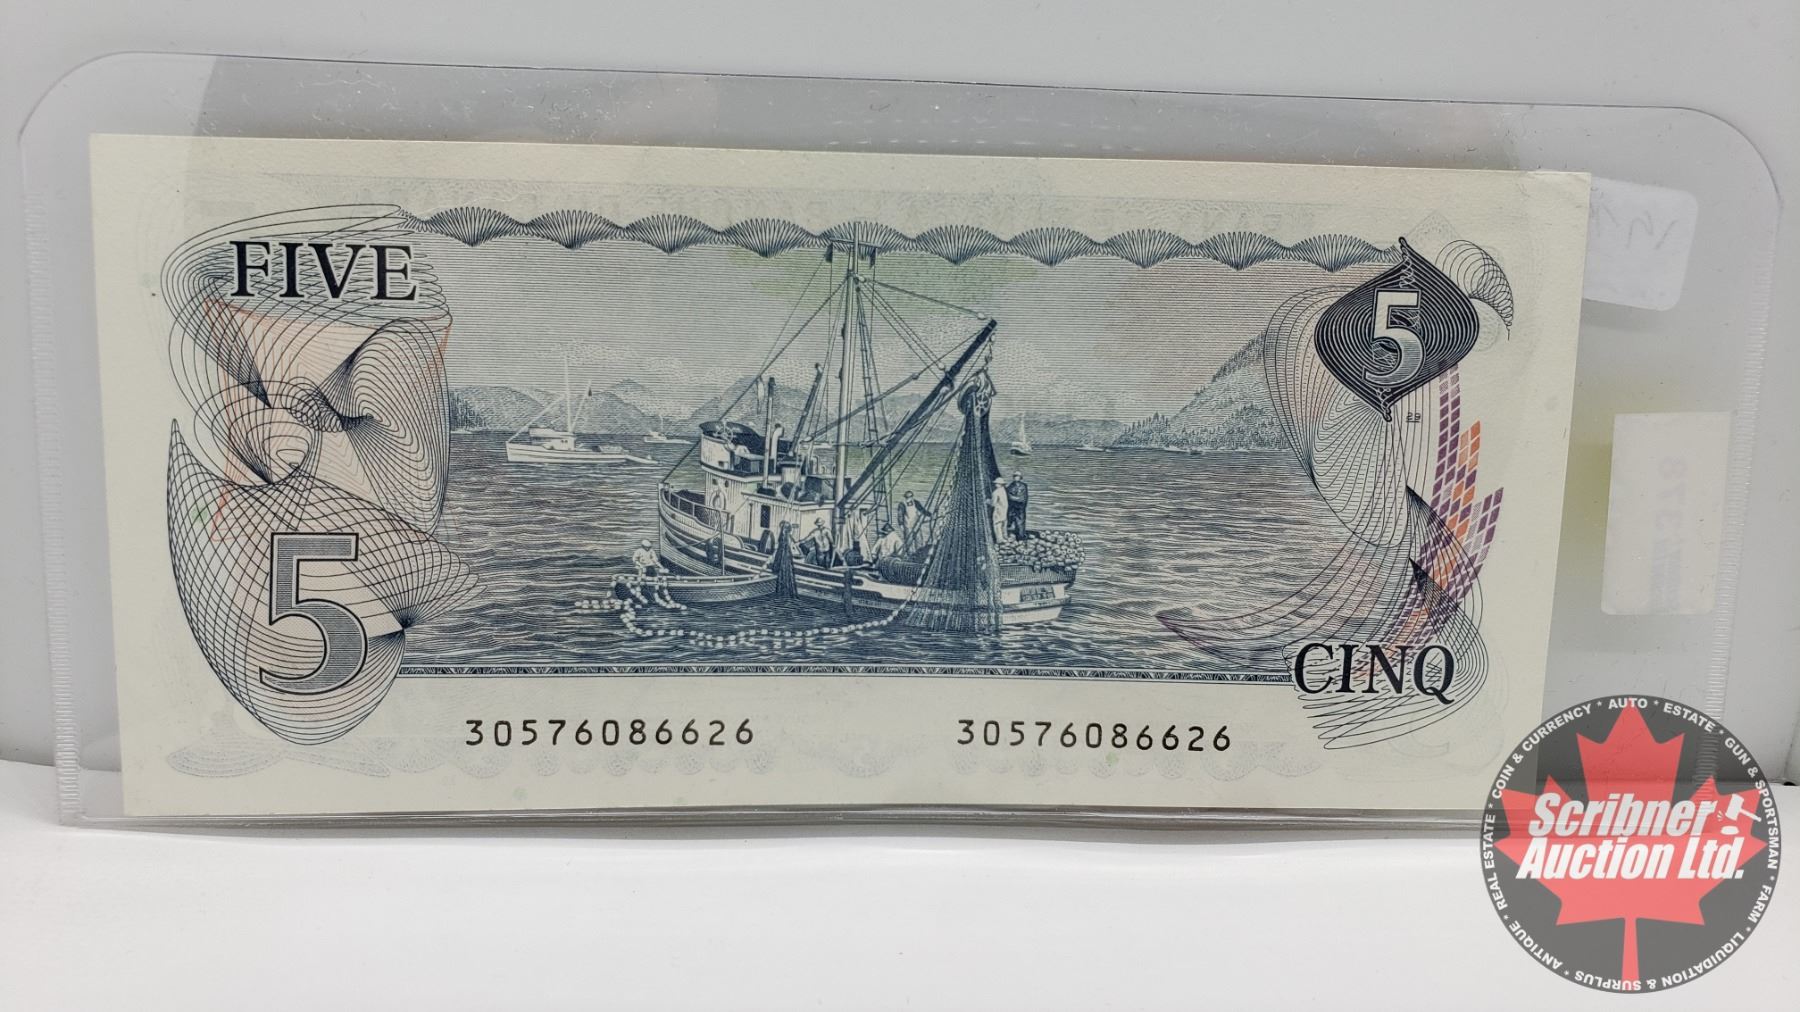 FIVE
5
5
CINQ
30576086626 30576086626
Scribner
Auction Ltd.
* AUTO * ESTATE * GUN & SPORTSMAN * FARM * LIQUIDATION & SURPLUS * ANTIQUE * REAL ESTATE * COIN & CURRENCY